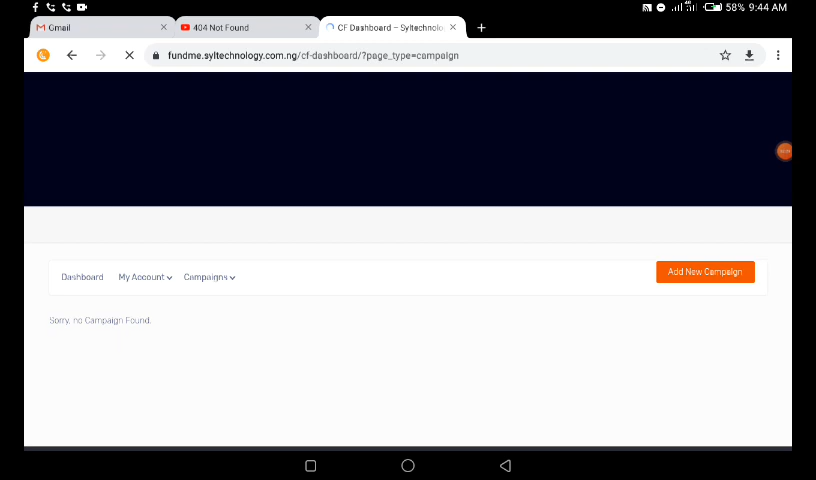 58% 9:44 AM
Gmail
404 Not Found
CF Dashboard – Syltechnolo
fundme.syltechnology.com.ng/cf-dashboard/?page_type=campaign
Dashboard My Account Campaigns
Add New Campaign
Sorry, no Campaign Found.